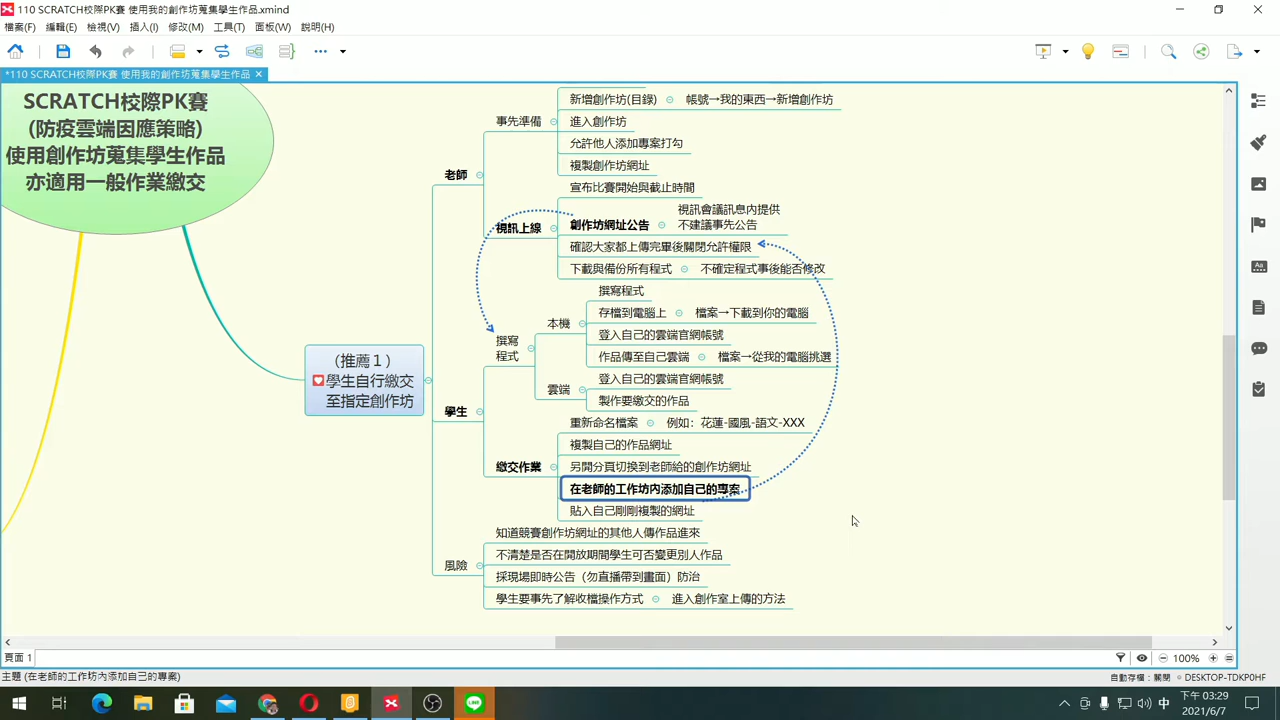 110 SCRATCH校際PK賽 使用我的創作坊蒐集學生作品.xmind
檔案(F) 編輯(E) 檢視(V) 插入(I) 修改(M) 工具(T) 面板(W) 說明(H)
*110 SCRATCH校際PK賽 使用我的創作坊蒐集學生作品
SCRATCH校際PK賽
(防疫雲端因應策略)
使用創作坊蒐集學生作品
亦適用一般作業繳交
（推薦１）
學生自行繳交
至指定創作坊
老師
事先準備
新增創作坊(目錄)
帳號→我的東西→新增創作坊
進入創作坊
允許他人添加專案打勾
複製創作坊網址
視訊上線
宣布比賽開始與截止時間
創作坊網址公告
視訊會議訊息內提供
不建議事先公告
確認大家都上傳完畢後關閉允許權限
下載與備份所有程式
不確定程式事後能否修改
學生
撰寫
程式
本機
撰寫程式
存檔到電腦上
檔案→下載到你的電腦
登入自己的雲端官網帳號
作品傳至自己雲端
檔案→從我的電腦挑選
雲端
登入自己的雲端官網帳號
製作要繳交的作品
繳交作業
重新命名檔案
例如：花蓮-國風-語文-XXX
複製自己的作品網址
另開分頁切換到老師給的創作坊網址
在老師的工作坊內添加自己的專案
貼入自己剛剛複製的網址
風險
知道競賽創作坊網址的其他人傳作品進來
不清楚是否在開放期間學生可否變更別人作品
採現場即時公告（勿直播帶到畫面）防治
學生要事先了解收檔操作方式
進入創作室上傳的方法
頁面 1
100%
主題 (在老師的工作坊內添加自己的專案)
自動存檔：關閉
DESKTOP-TDKP0HF
中
下午 03:29
2021/6/7